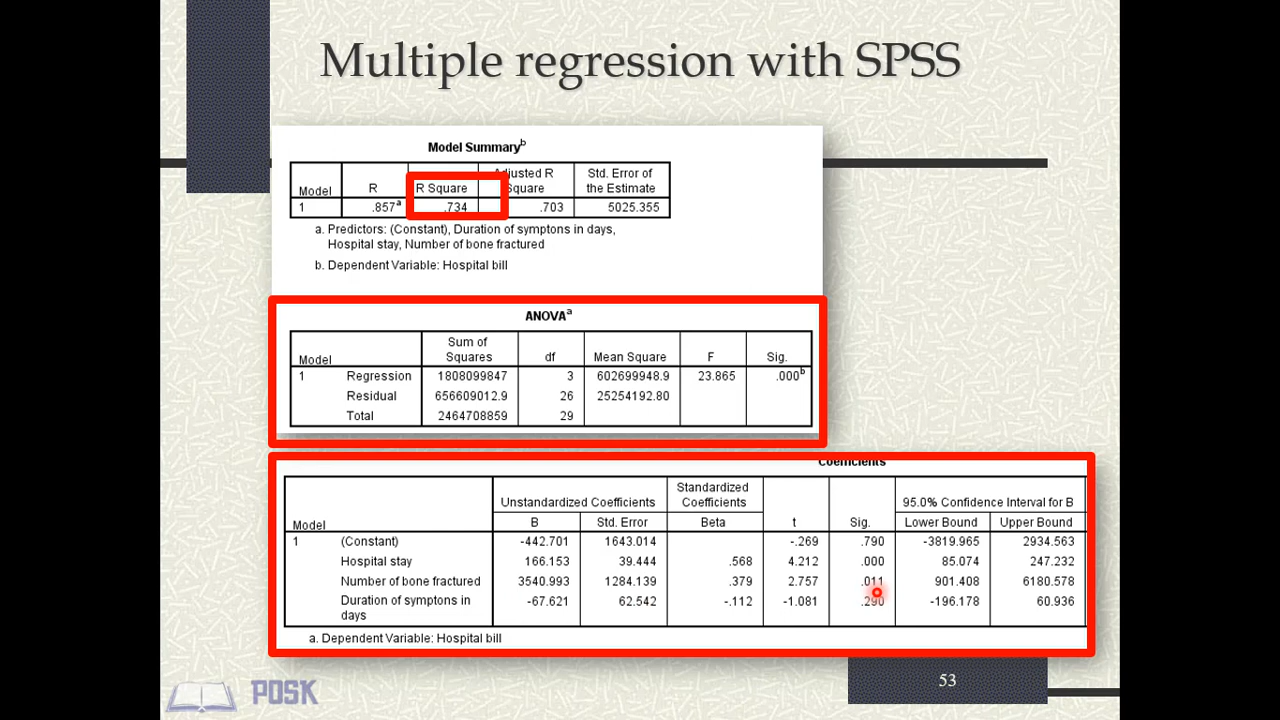 Multiple regression with SPSS
Model Summaryb
Model R R Square Adjusted R Square Std. Error of the Estimate
1 .857a .734 .703 5025.355
a. Predictors: (Constant), Duration of symptons in days,
Hospital stay, Number of bone fractured
b. Dependent Variable: Hospital bill
ANOVAa
Model Sum of Squares df Mean Square F Sig.
1 Regression 1808099847 3 602699948.9 23.865 .000b
Residual 656609012.9 26 25254192.80
Total 2464708859 29
Coefficients
Unstandardized Coefficients Standardized Coefficients 95.0% Confidence Interval for B
Model B Std. Error Beta t Sig. Lower Bound Upper Bound
1 (Constant) -442.701 1643.014 -.269 .790 -3819.965 2934.563
Hospital stay 166.153 39.444 .568 4.212 .000 85.074 247.232
Number of bone fractured 3540.993 1284.139 .379 2.757 .011 901.408 6180.578
Duration of symptoms in days -67.621 62.542 -.112 -1.081 .290 -196.178 60.936
a. Dependent Variable: Hospital bill
POSK
53